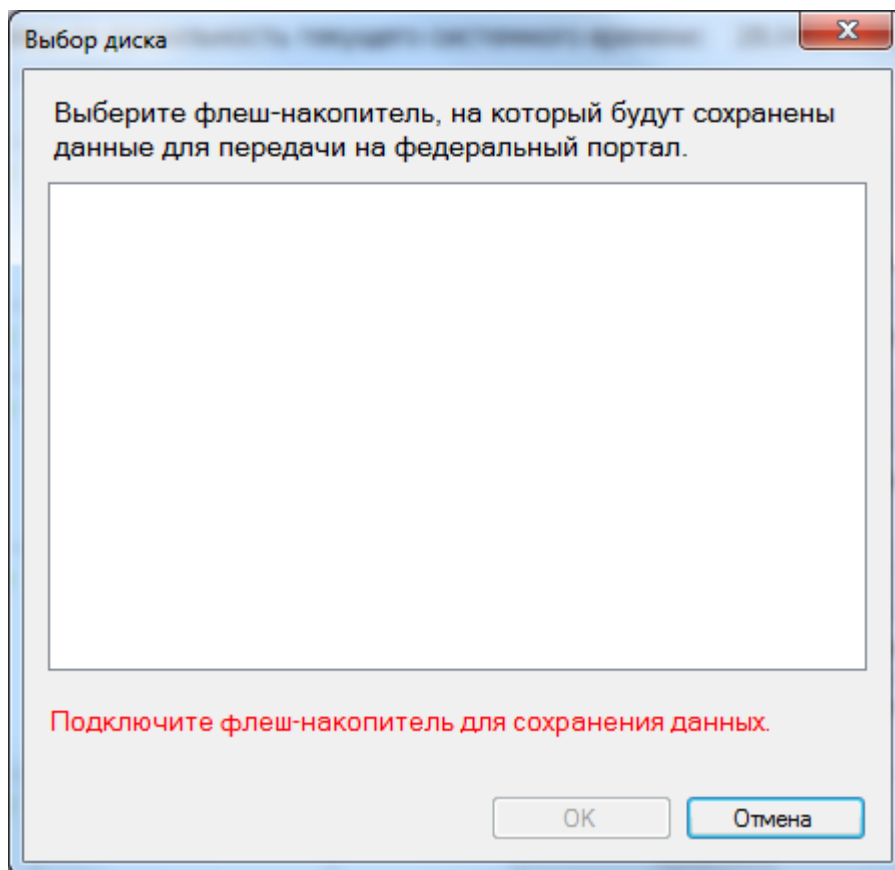 Выбор диска
Выберите флеш-накопитель, на который будут сохранены
данные для передачи на федеральный портал.
Подключите флеш-накопитель для сохранения данных.
OK
Отмена